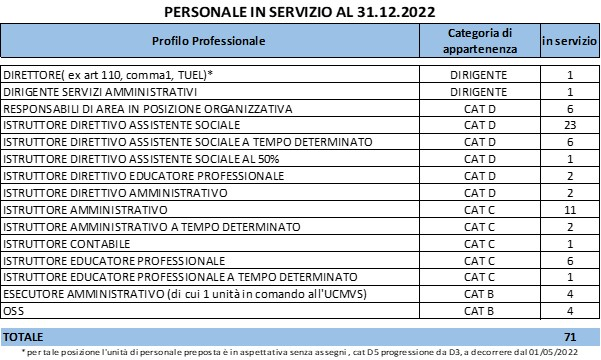 PERSONALE IN SERVIZIO AL 31.12.2022
Profilo Professionale Categoria di appartenenza in servizio
DIRETTORE( ex art 110, comma1, TUEL)* DIRIGENTE 1
DIRIGENTE SERVIZI AMMINISTRATIVI DIRIGENTE 1
RESPONSABILI DI AREA IN POSIZIONE ORGANIZZATIVA CAT D 6
ISTRUTTORE DIRETTIVO ASSISTENTE SOCIALE CAT D 23
ISTRUTTORE DIRETTIVO ASSISTENTE SOCIALE A TEMPO DETERMINATO CAT D 6
ISTRUTTORE DIRETTIVO ASSISTENTE SOCIALE AL 50% CAT D 1
ISTRUTTORE DIRETTIVO EDUCATORE PROFESSIONALE CAT D 2
ISTRUTTORE DIRETTIVO AMMINISTRATIVO CAT D 2
ISTRUTTORE AMMINISTRATIVO CAT C 11
ISTRUTTORE AMMINISTRATIVO A TEMPO DETERMINATO CAT C 2
ISTRUTTORE CONTABILE CAT C 1
ISTRUTTORE EDUCATORE PROFESSIONALE CAT C 6
ISTRUTTORE EDUCATORE PROFESSIONALE A TEMPO DETERMINATO CAT C 1
ESECUTORE AMMINISTRATIVO (di cui 1 unità in comando all'UCMVS) CAT B 4
OSS CAT B 4
TOTALE 71
* per tale posizione l'unità di personale preposta è in aspettativa senza assegni , cat D5 progressione da D3, a decorrere dal 01/05/2022